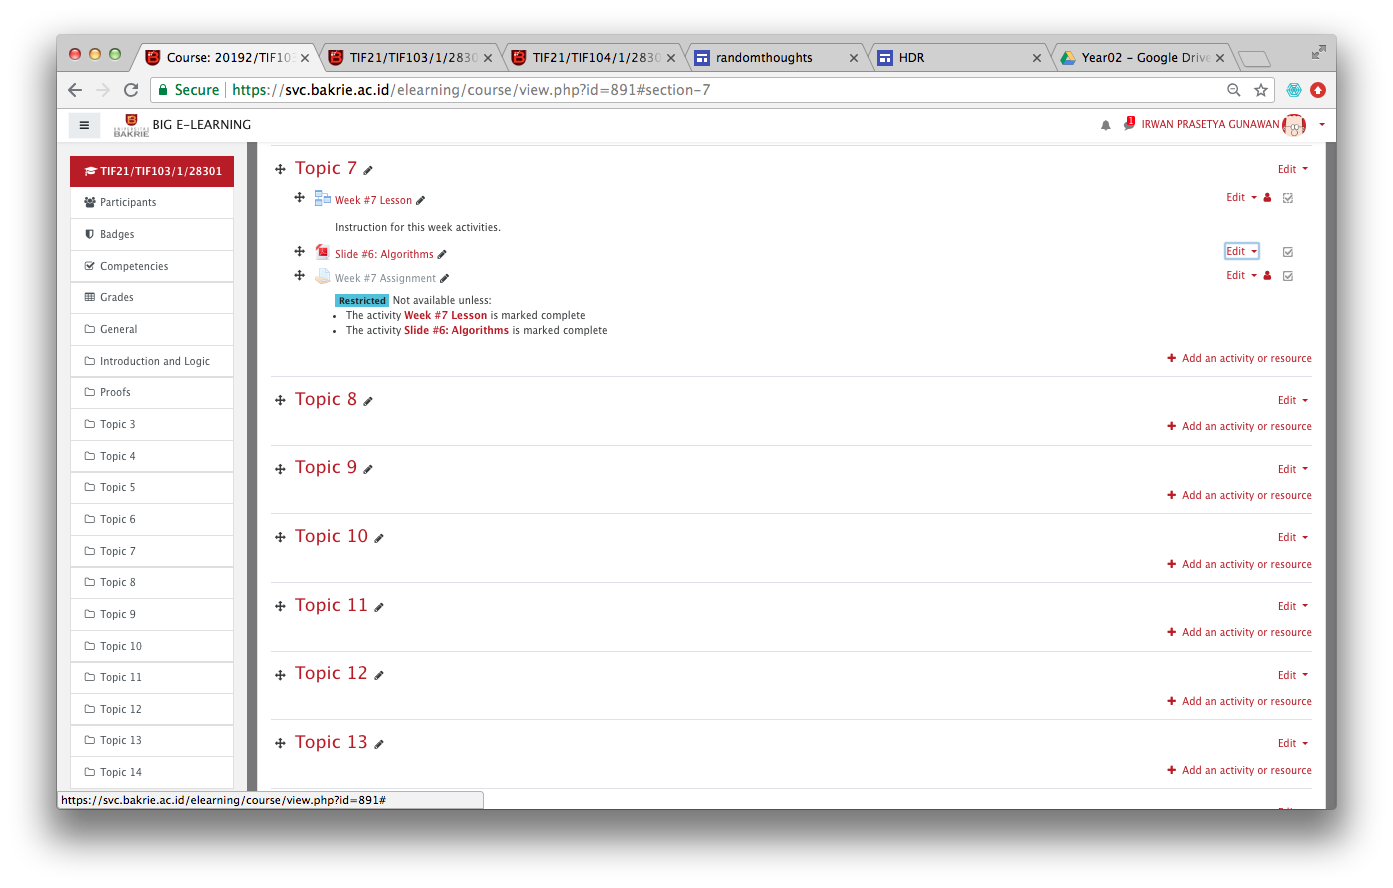 Course: 20192/TIF103
TIF21/TIF103/1/28301
TIF21/TIF104/1/28301
randomthoughts
HDR
Year02 - Google Drive
Secure https://svc.bakrie.ac.id/elearning/course/view.php?id=891#section-7
UNIVERSITAS
BAKRIE
BIG E-LEARNING
1
IRWAN PRASETYA GUNAWAN
TIF21/TIF103/1/28301
Participants
Badges
Competencies
Grades
General
Introduction and Logic
Proofs
Topic 3
Topic 4
Topic 5
Topic 6
Topic 7
Topic 8
Topic 9
Topic 10
Topic 11
Topic 12
Topic 13
Topic 14
Topic 7
Edit
Week #7 Lesson
Edit
Instruction for this week activities.
Slide #6: Algorithms
Edit
Week #7 Assignment
Edit
Restricted Not available unless:
• The activity Week #7 Lesson is marked complete
• The activity Slide #6: Algorithms is marked complete
+ Add an activity or resource
Topic 8
Edit
+ Add an activity or resource
Topic 9
Edit
+ Add an activity or resource
Topic 10
Edit
+ Add an activity or resource
Topic 11
Edit
+ Add an activity or resource
Topic 12
Edit
+ Add an activity or resource
Topic 13
Edit
+ Add an activity or resource
https://svc.bakrie.ac.id/elearning/course/view.php?id=891#